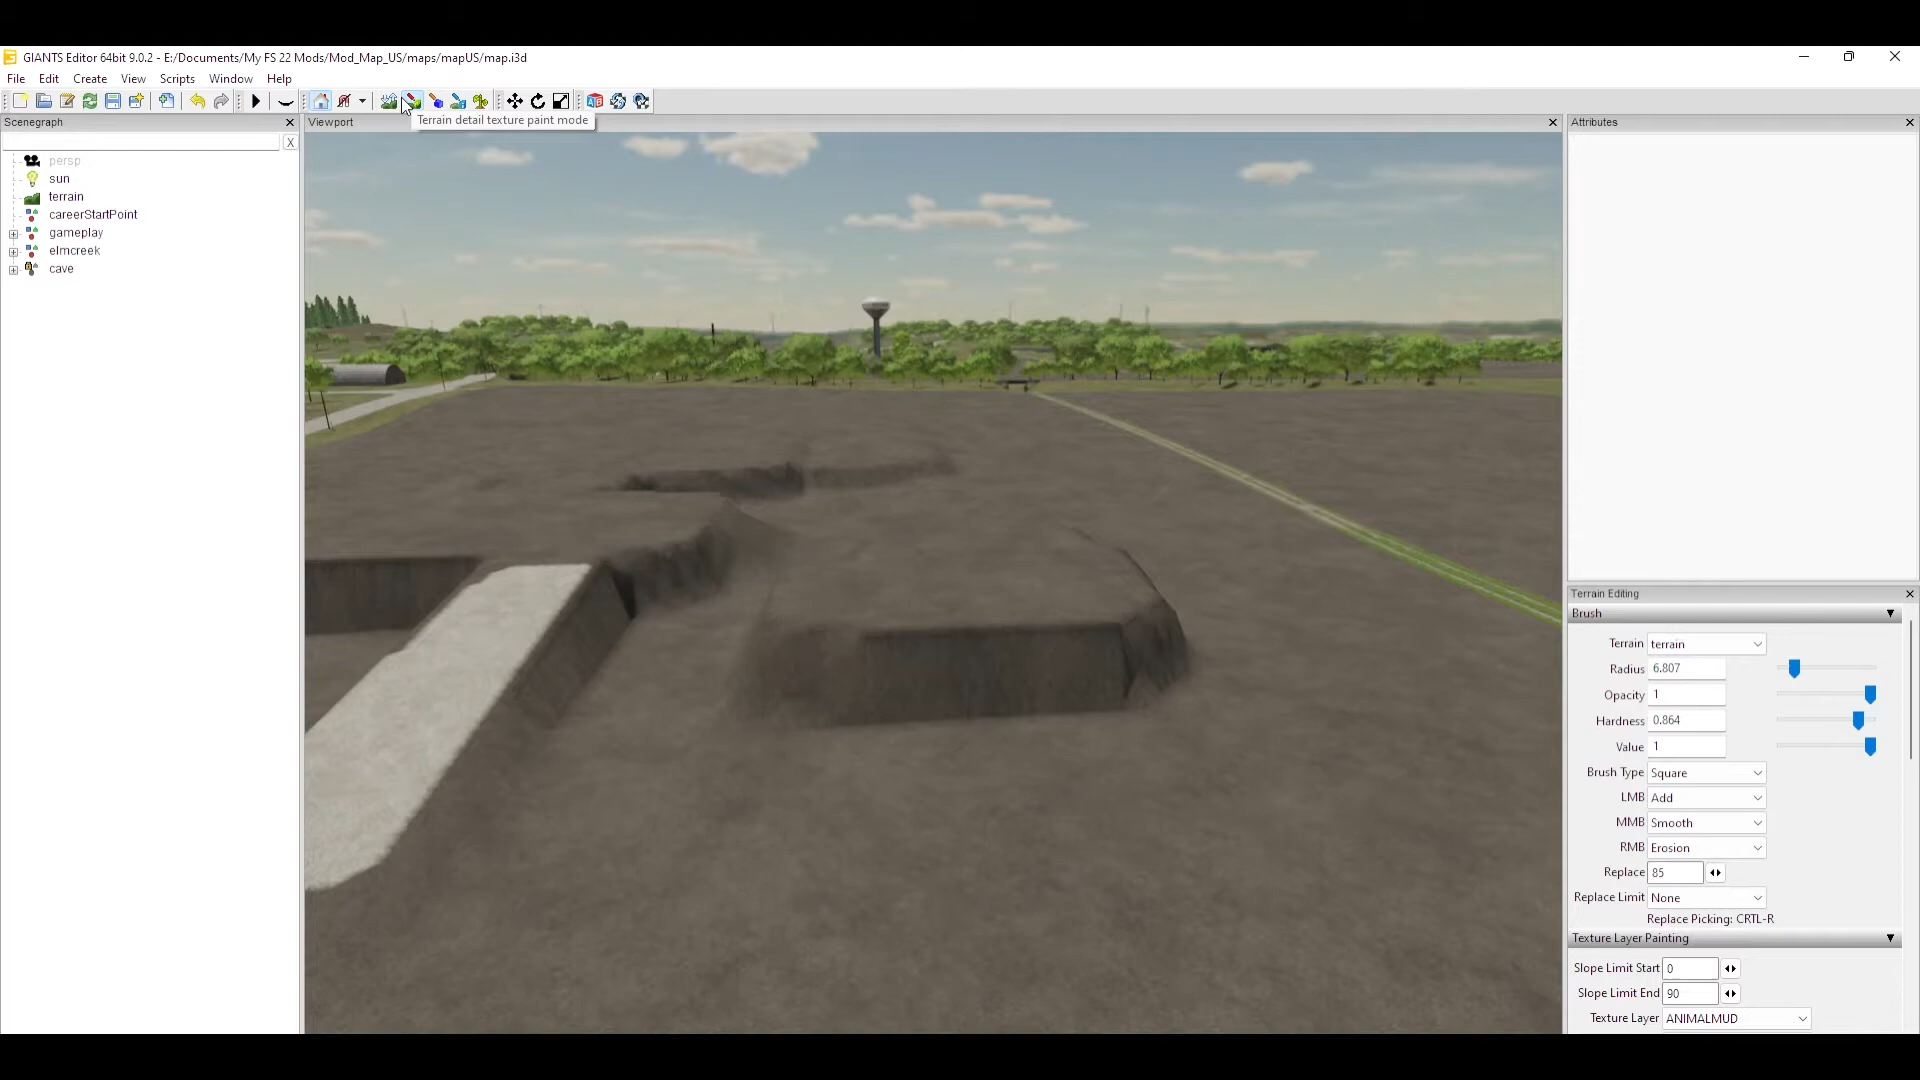 GIANTS Editor 64bit 9.0.2 - E:/Documents/My FS 22 Mods/Mod_Map_US/maps/mapUS/map.i3d
File Edit Create View Scripts Window Help
Terrain detail texture paint mode
Scenegraph
X
persp
sun
terrain
careerStartPoint
gameplay
elmcreek
cave
Viewport
Attributes
Terrain Editing
Brush
Terrain terrain
Radius 6.807
Opacity 1
Hardness 0.864
Value 1
Brush Type Square
LMB Add
MMB Smooth
RMB Erosion
Replace 85
Replace Limit None
Replace Picking: CRTL-R
Texture Layer Painting
Slope Limit Start 0
Slope Limit End 90
Texture Layer ANIMALMUD